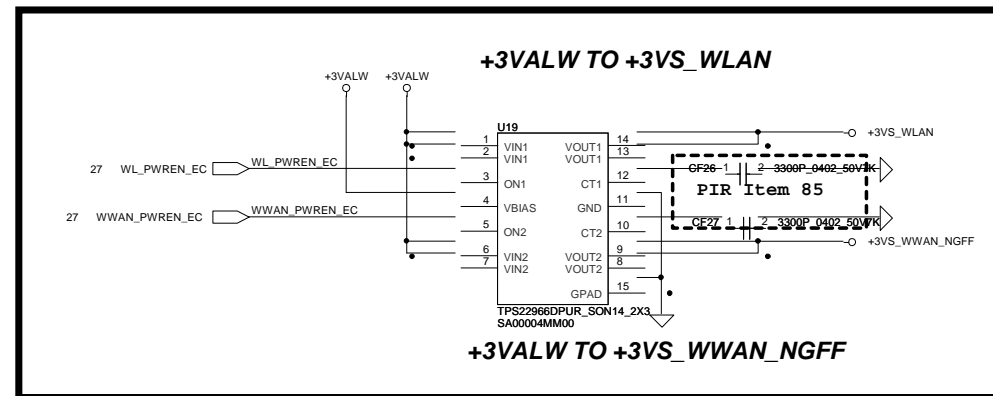 +3VALW TO +3VS_WLAN
+3VALW +3VALW
U19
1 VIN1 VOUT1 14 +3VS_WLAN
2 VIN1 VOUT1 13
27 WL_PWREN_EC WL_PWREN_EC 3 ON1 CT1 12 CF26 1 2 3300P_0402_50V7K
PIR Item 85
4 VBIAS GND 11
27 WWAN_PWREN_EC WWAN_PWREN_EC 5 ON2 CT2 10 CF27 1 2 3300P_0402_50V7K
6 VIN2 VOUT2 9 +3VS_WWAN_NGFF
7 VIN2 VOUT2 8
GPAD 15
TPS22966DPUR_SON14_2X3
SA00004MM00
+3VALW TO +3VS_WWAN_NGFF